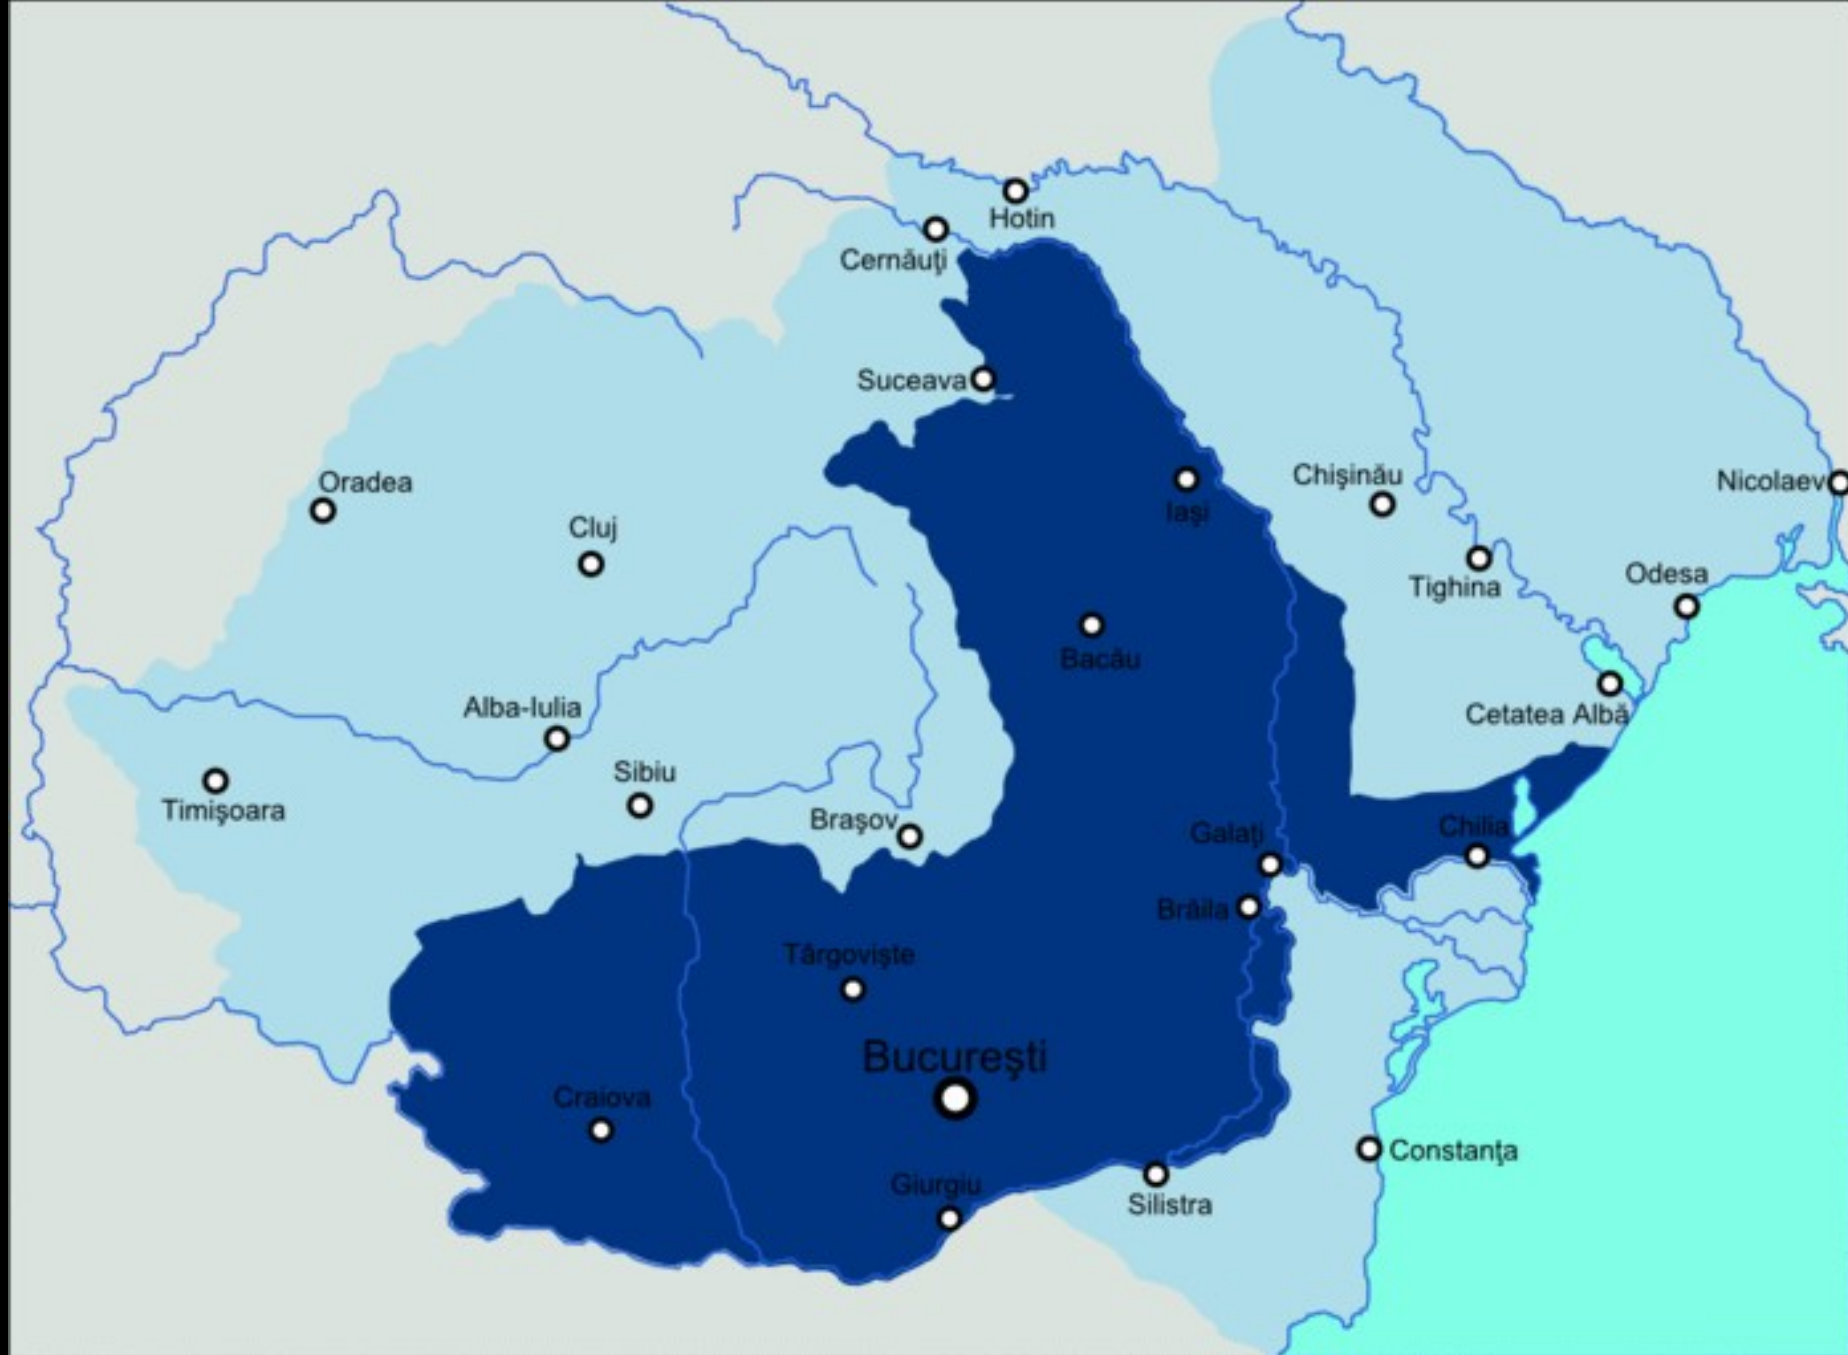 Hotin
Cernăuţi
Suceava
Oradea
Cluj
Iaşi
Chişinău
Nicolaev
Tighina
Odesa
Bacău
Alba-Iulia
Cetatea Albă
Sibiu
Timişoara
Braşov
Galaţi
Chilia
Brăila
Târgovişte
Bucureşti
Craiova
Constanţa
Giurgiu
Silistra